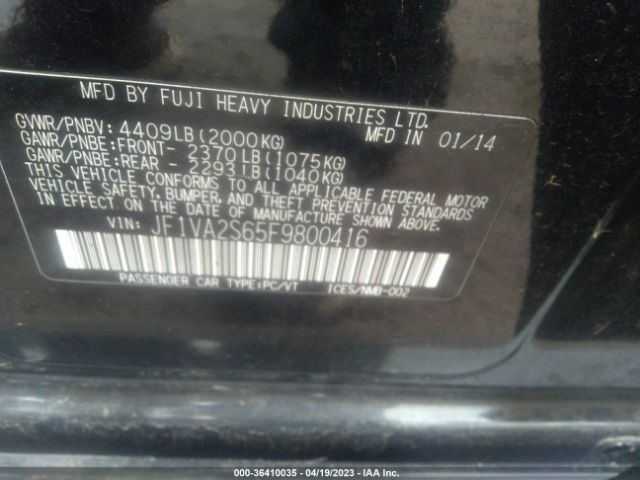 MFD BY FUJI HEAVY INDUSTRIES LTD.
GVWR/PNBV: 4409LB(2000KG) MFD IN 01/14
GAWR/PNBE:FRONT- 2370LB(1075KG)
GAWR/PNBE:REAR - 2293LB(1040KG)
THIS VEHICLE CONFORMS TO ALL APPLICABLE FEDERAL MOTOR
VEHICLE SAFETY, BUMPER, AND THEFT PREVENTION STANDARDS
IN EFFECT ON THE DATE OF MANUFACTURE SHOWN ABOVE.
VIN: JF1VA2S65F9800416
PASSENGER CAR TYPE:PC/VT ICES/NMB-002
000-36410035 - 04/19/2023 - IAA Inc.